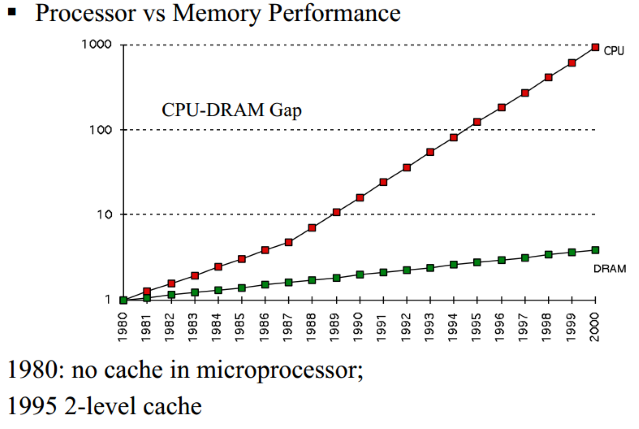 ▪ Processor vs Memory Performance
1000
CPU
CPU-DRAM Gap
100
10
DRAM
1
1980 1981 1982 1983 1984 1985 1986 1987 1988 1989 1990 1991 1992 1993 1994 1995 1996 1997 1998 1999 2000
1980: no cache in microprocessor;
1995 2-level cache